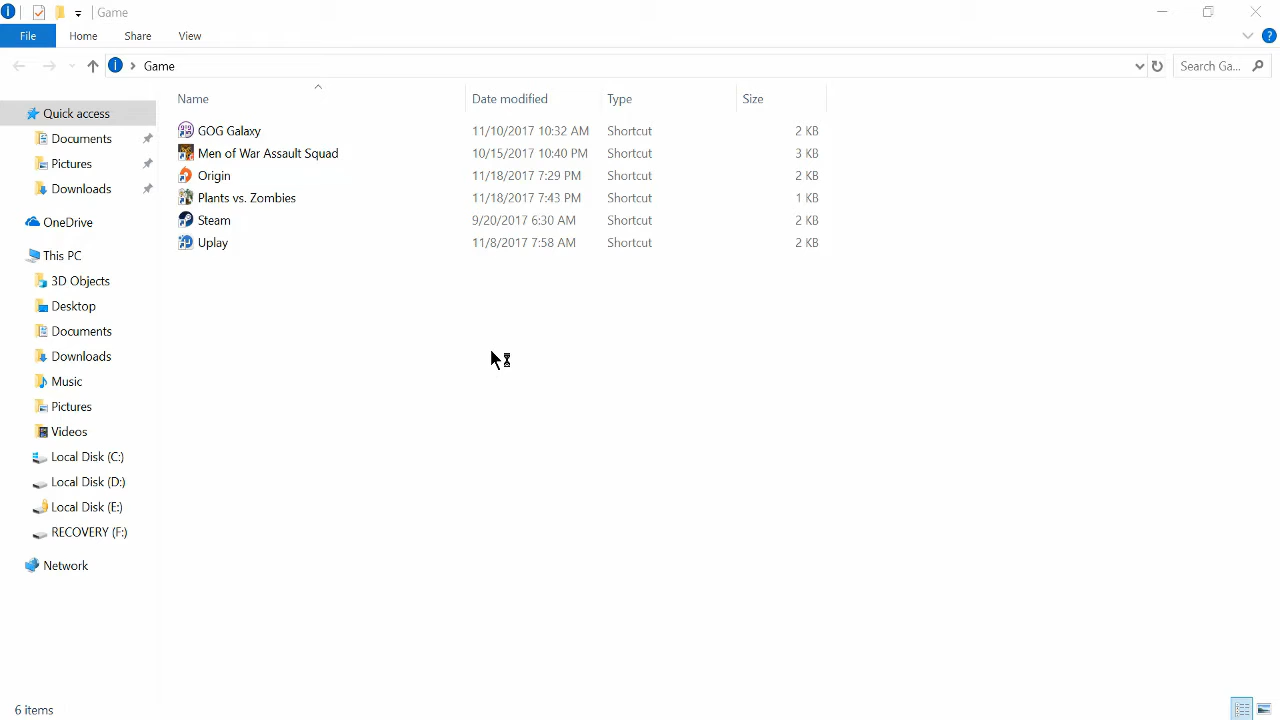 Game
File Home Share View
Game
Search Ga...
Name Date modified Type Size
Quick access
Documents
Pictures
Downloads
OneDrive
This PC
3D Objects
Desktop
Documents
Downloads
Music
Pictures
Videos
Local Disk (C:)
Local Disk (D:)
Local Disk (E:)
RECOVERY (F:)
Network
GOG Galaxy 11/10/2017 10:32 AM Shortcut 2 KB
Men of War Assault Squad 10/15/2017 10:40 PM Shortcut 3 KB
Origin 11/18/2017 7:29 PM Shortcut 2 KB
Plants vs. Zombies 11/18/2017 7:43 PM Shortcut 1 KB
Steam 9/20/2017 6:30 AM Shortcut 2 KB
Uplay 11/8/2017 7:58 AM Shortcut 2 KB
6 items